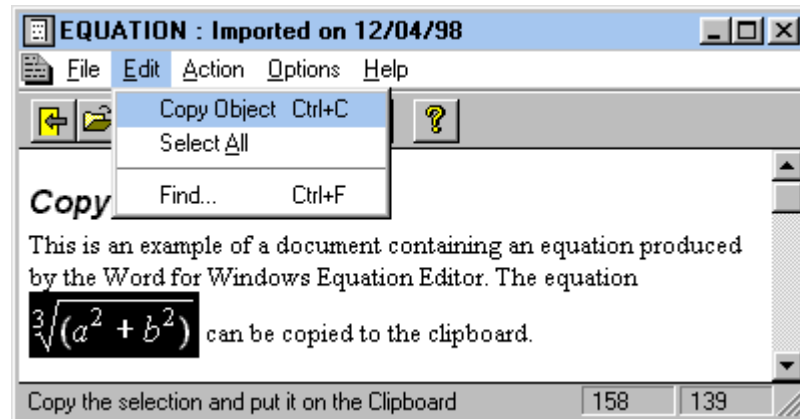 EQUATION : Imported on 12/04/98
File Edit Action Options Help
Copy Object Ctrl+C
Select All
Find... Ctrl+F
Copy
This is an example of a document containing an equation produced
by the Word for Windows Equation Editor. The equation
∛(a² + b²) can be copied to the clipboard.
Copy the selection and put it on the Clipboard 158 139